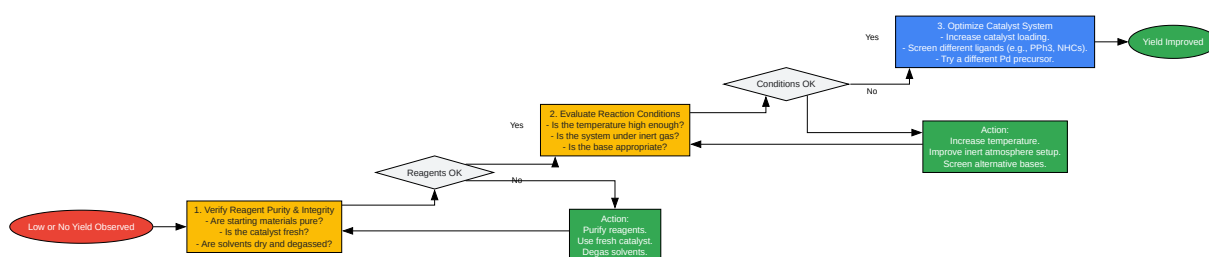 Low or No Yield Observed
1. Verify Reagent Purity & Integrity
- Are starting materials pure?
- Is the catalyst fresh?
- Are solvents dry and degassed?
Reagents OK
Yes
No
Action:
Purify reagents.
Use fresh catalyst.
Degas solvents.
2. Evaluate Reaction Conditions
- Is the temperature high enough?
- Is the system under inert gas?
- Is the base appropriate?
Conditions OK
Yes
No
Action:
Increase temperature.
Improve inert atmosphere setup.
Screen alternative bases.
3. Optimize Catalyst System
- Increase catalyst loading.
- Screen different ligands (e.g., PPh3, NHCs).
- Try a different Pd precursor.
Yield Improved